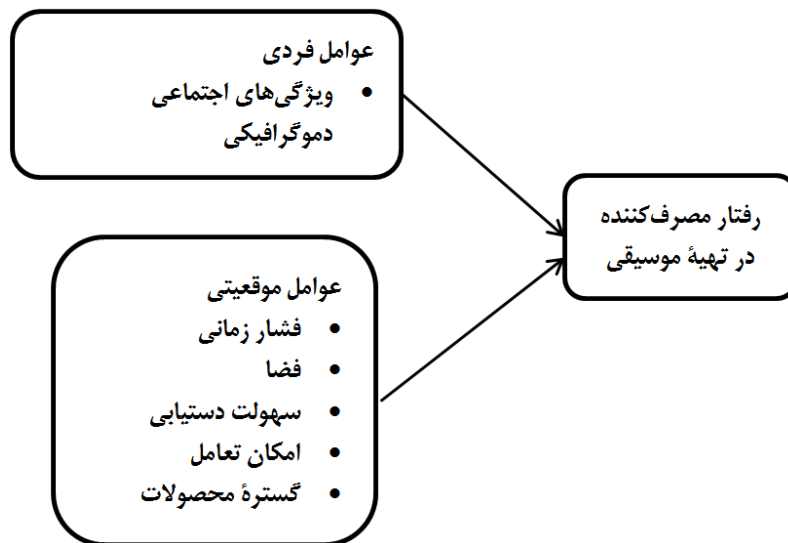 عوامل فردی
• ویژگی‌های اجتماعی
دموگرافیکی
رفتار مصرف‌کننده
در تهیهٔ موسیقی
عوامل موقعیتی
• فشار زمانی
• فضا
• سهولت دستیابی
• امکان تعامل
• گسترهٔ محصولات